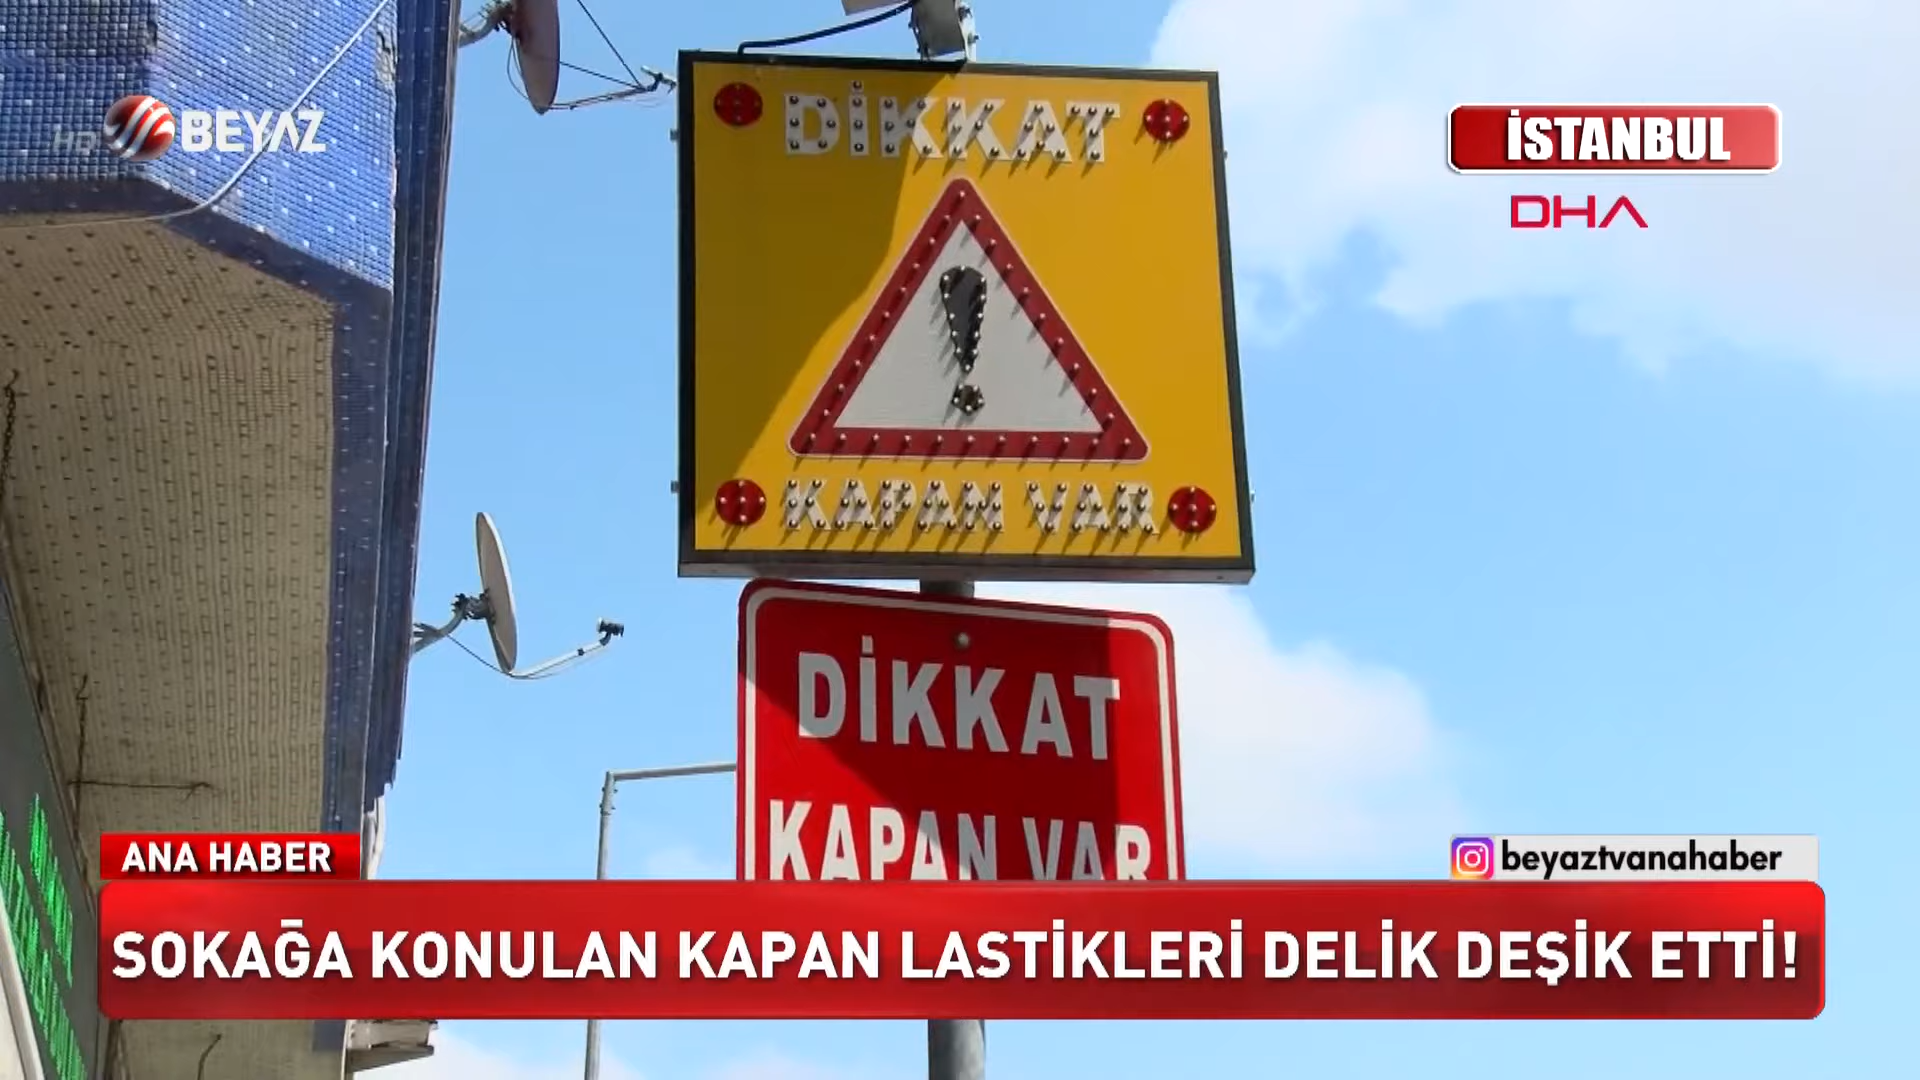 HD BEYAZ
İSTANBUL
DHA
DİKKAT
!
KAPAN VAR
DİKKAT
KAPAN VAR
ANA HABER
beyaztvanahaber
SOKAĞA KONULAN KAPAN LASTİKLERİ DELİK DEŞİK ETTİ!